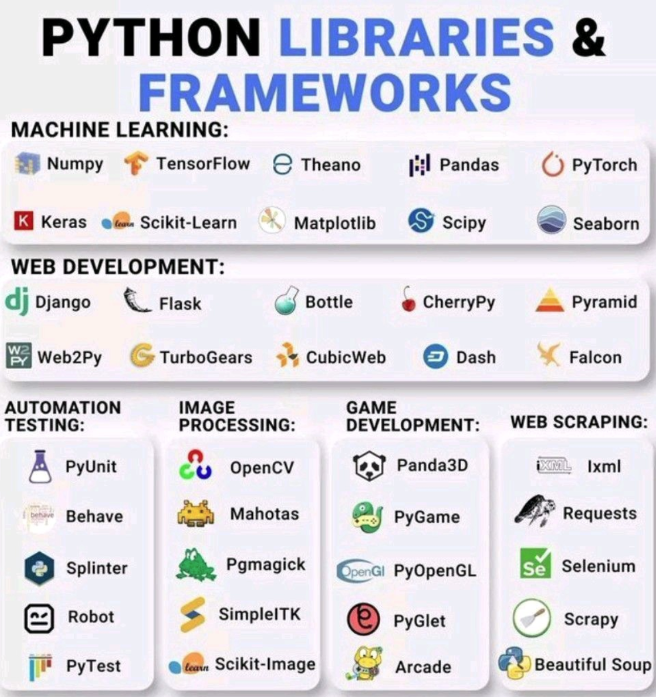 PYTHON LIBRARIES &
FRAMEWORKS
MACHINE LEARNING:
Numpy TensorFlow Theano Pandas PyTorch
K Keras learn Scikit-Learn Matplotlib Scipy Seaborn
WEB DEVELOPMENT:
dj Django Flask Bottle CherryPy Pyramid
W2PY Web2Py TurboGears CubicWeb Dash Falcon
AUTOMATION
TESTING:
PyUnit
behave Behave
Splinter
Robot
PyTest
IMAGE
PROCESSING:
OpenCV
Mahotas
Pgmagick
SimpleITK
learn Scikit-Image
GAME
DEVELOPMENT:
Panda3D
PyGame
OpenGl PyOpenGL
PyGlet
Arcade
WEB SCRAPING:
lxml lxml
Requests
Se Selenium
Scrapy
Beautiful Soup